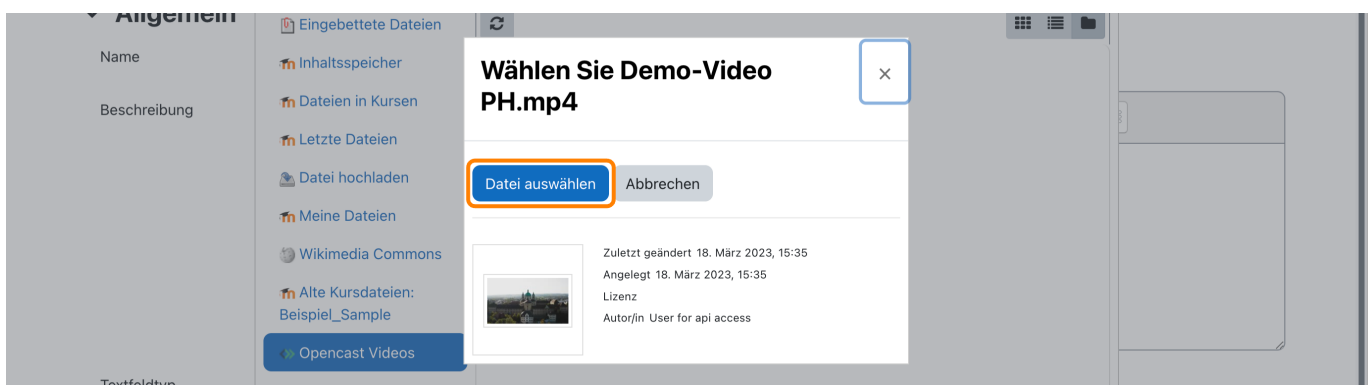 Allgemein
Name
Beschreibung
Textfeldtyp
Eingebettete Dateien
Inhaltsspeicher
Dateien in Kursen
Letzte Dateien
Datei hochladen
Meine Dateien
Wikimedia Commons
Alte Kursdateien:
Beispiel_Sample
Opencast Videos
Wählen Sie Demo-Video
PH.mp4
Datei auswählen
Abbrechen
Zuletzt geändert 18. März 2023, 15:35
Angelegt 18. März 2023, 15:35
Lizenz
Autor/in User for api access